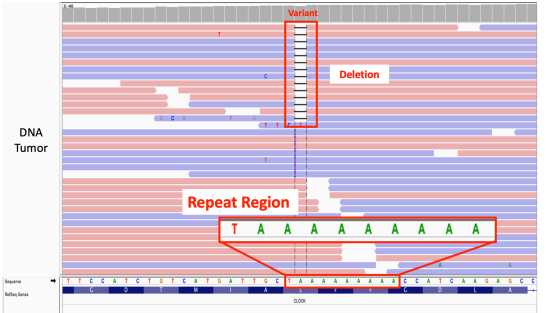 Variant
T
Deletion
C
G C A T G
T T T T
DNA
Tumor
T
Repeat Region
T A A A A A A A A A
A A
Sequence
T T C C A T C T G T C A T G A T T G C T A A A A A A A A A C C A T C A A G A G C C
RefSeq Genes
G D T M I A
CLOCK